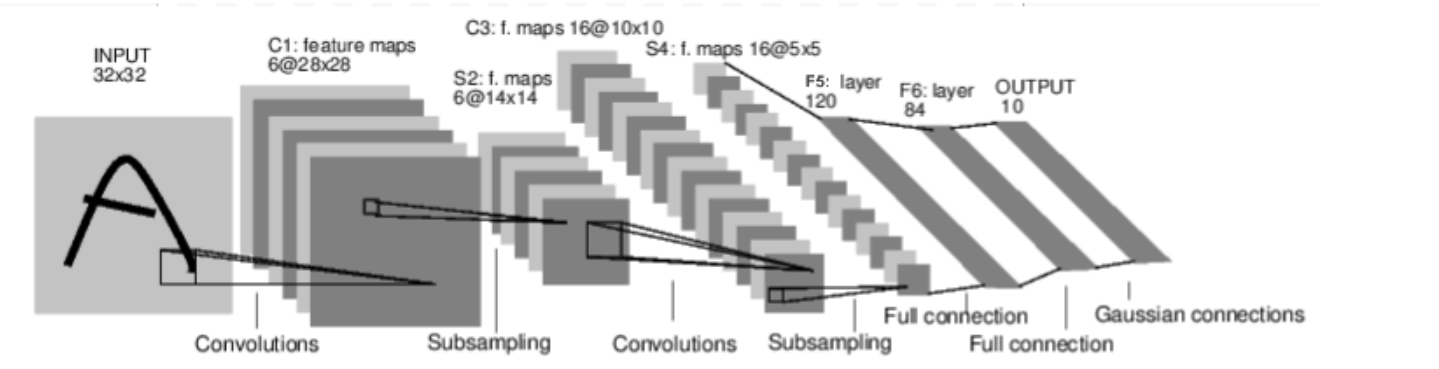 INPUT
32x32
C1: feature maps
6@28x28
S2: f. maps
6@14x14
C3: f. maps 16@10x10
S4: f. maps 16@5x5
F5: layer
120
F6: layer
84
OUTPUT
10
Convolutions
Subsampling
Convolutions
Subsampling
Full connection
Full connection
Gaussian connections